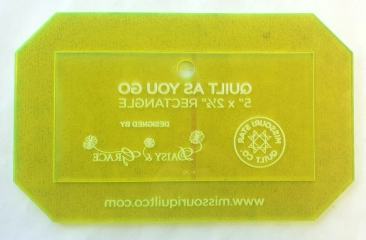 QUILT AS YOU GO
5" x 2½" RECTANGLE
DESIGNED BY
DAISY & GRACE
MISSOURI STAR
QUILT CO.
www.missouriquiltco.com